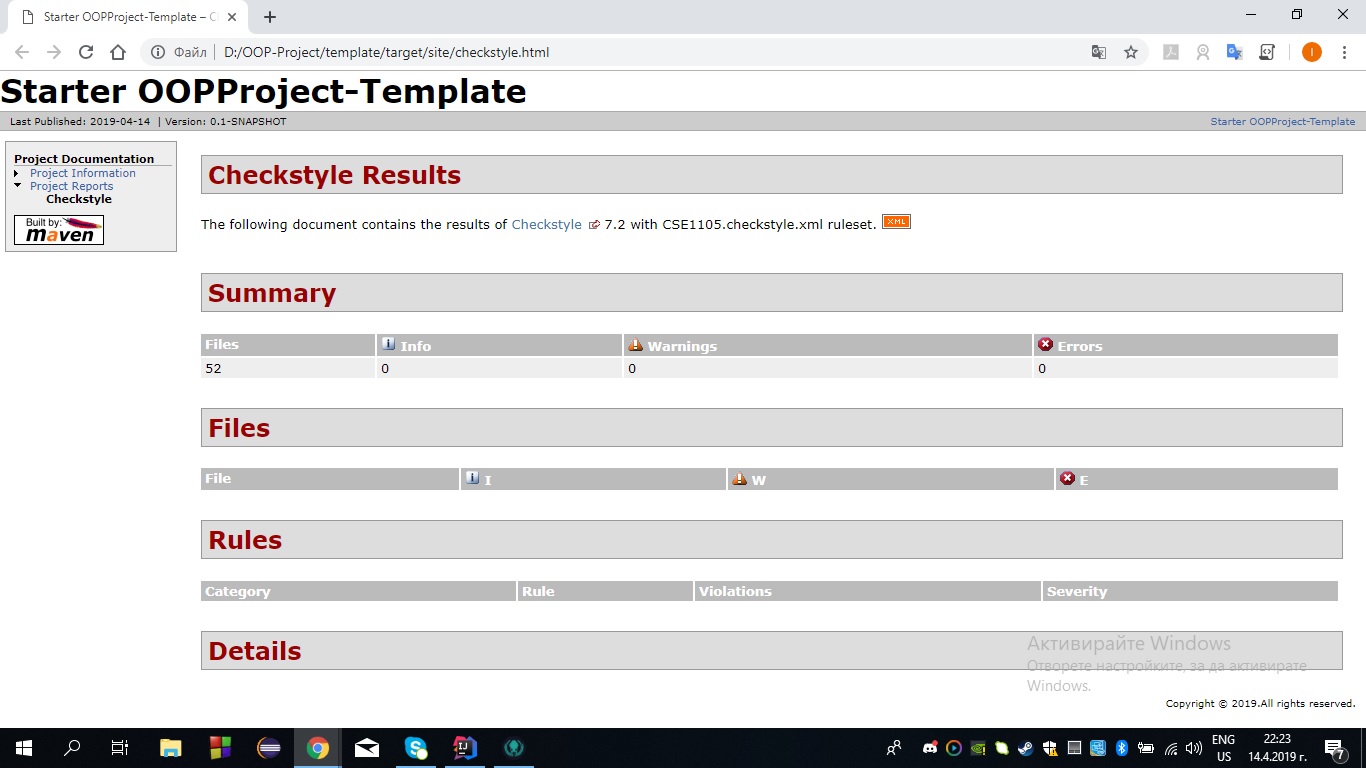 Starter OOPProject-Template – C
Файл
D:/OOP-Project/template/target/site/checkstyle.html
I
Starter OOPProject-Template
Last Published: 2019-04-14 | Version: 0.1-SNAPSHOT
Starter OOPProject-Template
Project Documentation
Project Information
Project Reports
Checkstyle
Built by:
maven
Checkstyle Results
The following document contains the results of Checkstyle 7.2 with CSE1105.checkstyle.xml ruleset. XML
Summary
Files Info Warnings Errors
52 0 0 0
Files
File I W E
Rules
Category Rule Violations Severity
Details
Активирайте Windows
Отворете настройките, за да активирате
Windows.
Copyright © 2019.All rights reserved.
ENG
US
22:23
14.4.2019 г.
7